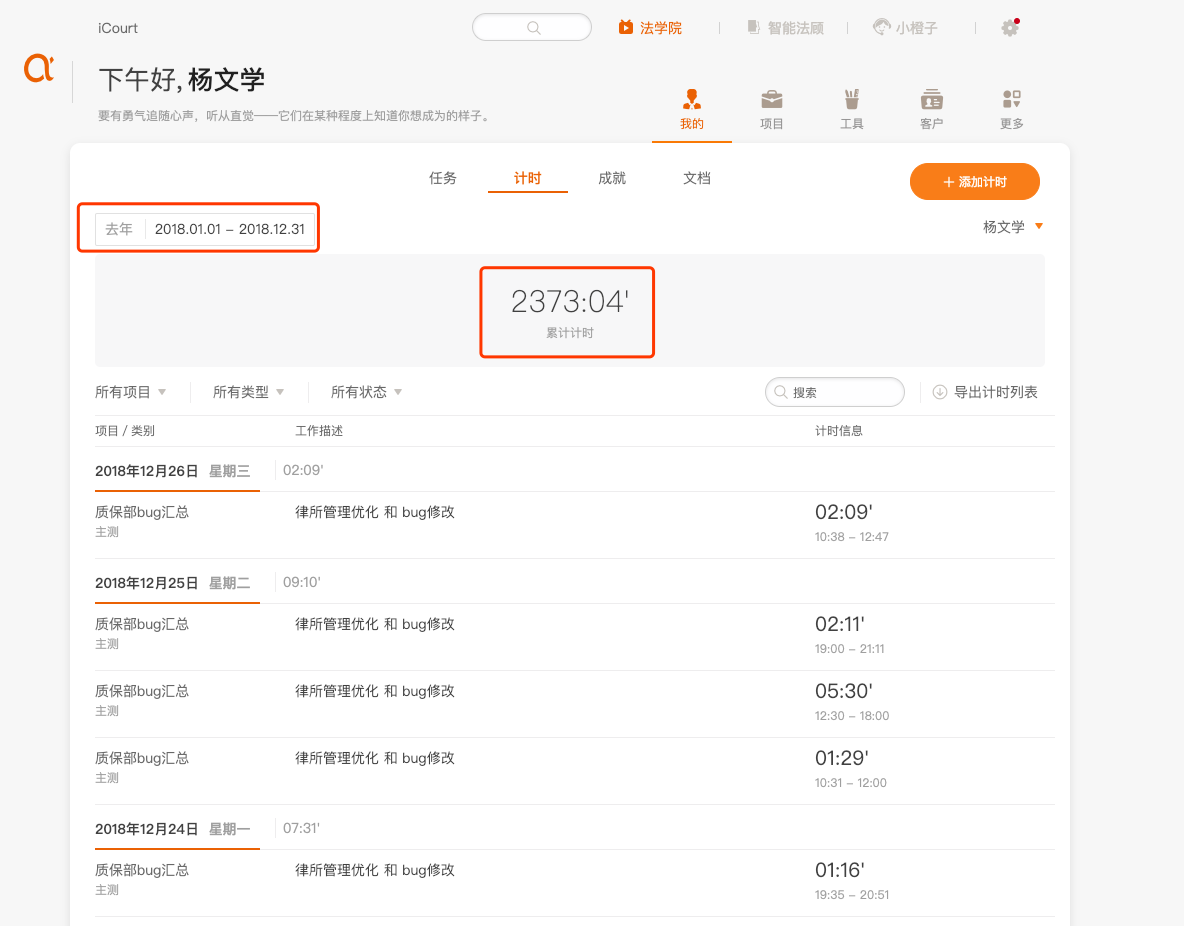 iCourt
法学院
智能法顾
小橙子
下午好, 杨文学
要有勇气追随心声，听从直觉——它们在某种程度上知道你想成为的样子。
我的 项目 工具 客户 更多
任务 计时 成就 文档
＋ 添加计时
去年 2018.01.01 – 2018.12.31
杨文学
2373:04'
累计计时
所有项目 所有类型 所有状态 搜索 导出计时列表
项目 / 类别 工作描述 计时信息
2018年12月26日 星期三 02:09'
质保部bug汇总 律所管理优化 和 bug修改 02:09'
主测 10:38 – 12:47
2018年12月25日 星期二 09:10'
质保部bug汇总 律所管理优化 和 bug修改 02:11'
主测 19:00 – 21:11
质保部bug汇总 律所管理优化 和 bug修改 05:30'
主测 12:30 – 18:00
质保部bug汇总 律所管理优化 和 bug修改 01:29'
主测 10:31 – 12:00
2018年12月24日 星期一 07:31'
质保部bug汇总 律所管理优化 和 bug修改 01:16'
主测 19:35 – 20:51